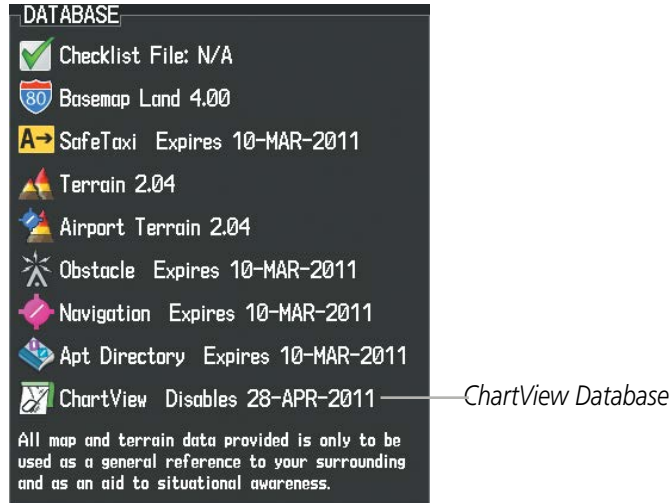 DATABASE
Checklist File: N/A
80 Basemap Land 4.00
A→ SafeTaxi Expires 10-MAR-2011
Terrain 2.04
Airport Terrain 2.04
Obstacle Expires 10-MAR-2011
Navigation Expires 10-MAR-2011
Apt Directory Expires 10-MAR-2011
ChartView Disables 28-APR-2011
ChartView Database
All map and terrain data provided is only to be
used as a general reference to your surrounding
and as an aid to situational awareness.